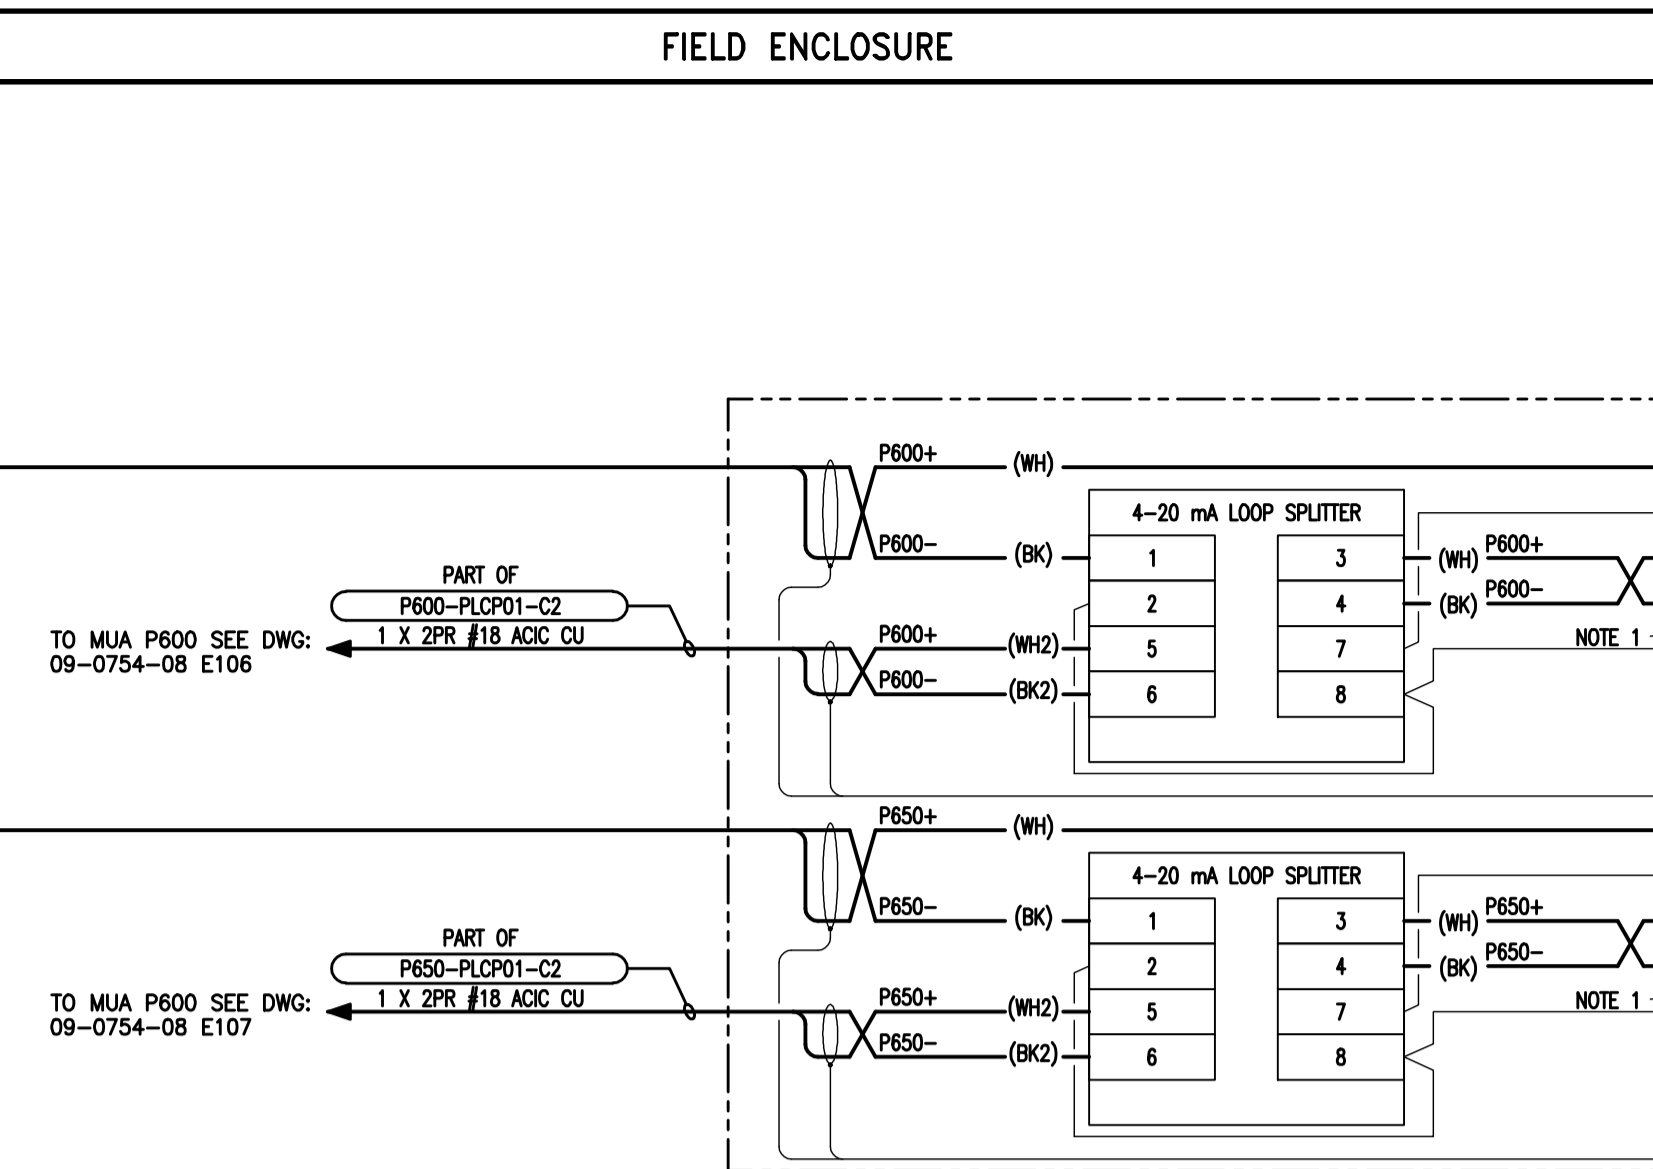 FIELD ENCLOSURE
P600+ (WH)
4-20 mA LOOP SPLITTER
P600- (BK) 1 3 (WH) P600+
PART OF
P600-PLCP01-C2
2 4 (BK) P600-
TO MUA P600 SEE DWG:
09-0754-08 E106
1 X 2PR #18 ACIC CU
P600+ (WH2) 5 7 NOTE 1
P600- (BK2) 6 8
P650+ (WH)
4-20 mA LOOP SPLITTER
P650- (BK) 1 3 (WH) P650+
PART OF
P650-PLCP01-C2
2 4 (BK) P650-
TO MUA P600 SEE DWG:
09-0754-08 E107
1 X 2PR #18 ACIC CU
P650+ (WH2) 5 7 NOTE 1
P650- (BK2) 6 8